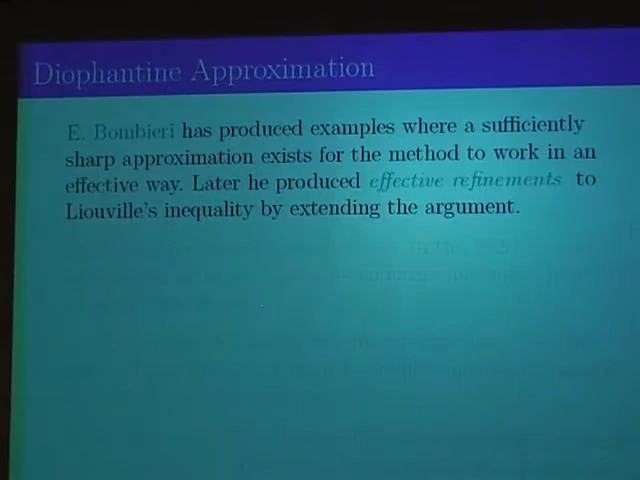 Diophantine Approximation
E. Bombieri has produced examples where a sufficiently
sharp approximation exists for the method to work in an
effective way. Later he produced effective refinements to
Liouville's inequality by extending the argument.